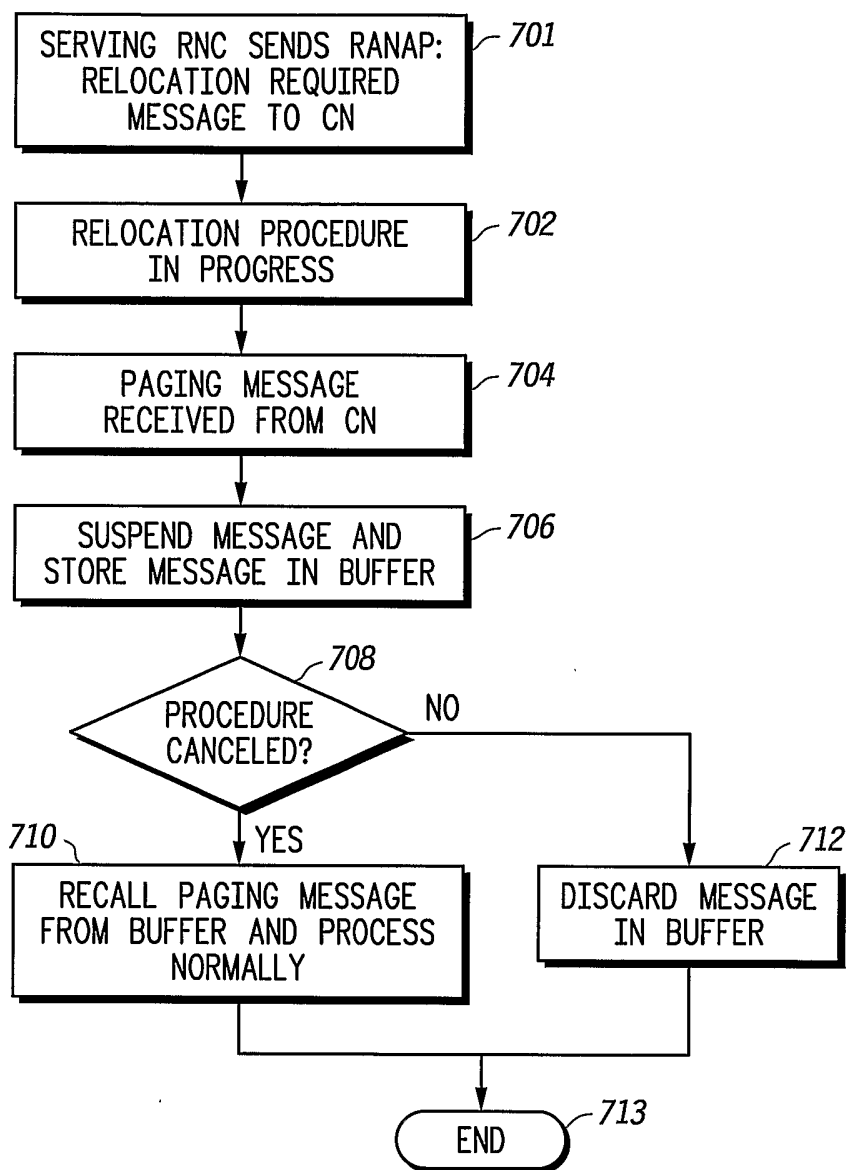 SERVING RNC SENDS RANAP:
RELOCATION REQUIRED
MESSAGE TO CN
701
RELOCATION PROCEDURE
IN PROGRESS
702
PAGING MESSAGE
RECEIVED FROM CN
704
SUSPEND MESSAGE AND
STORE MESSAGE IN BUFFER
706
708
PROCEDURE
CANCELED?
NO
YES
710
RECALL PAGING MESSAGE
FROM BUFFER AND PROCESS
NORMALLY
712
DISCARD MESSAGE
IN BUFFER
END
713